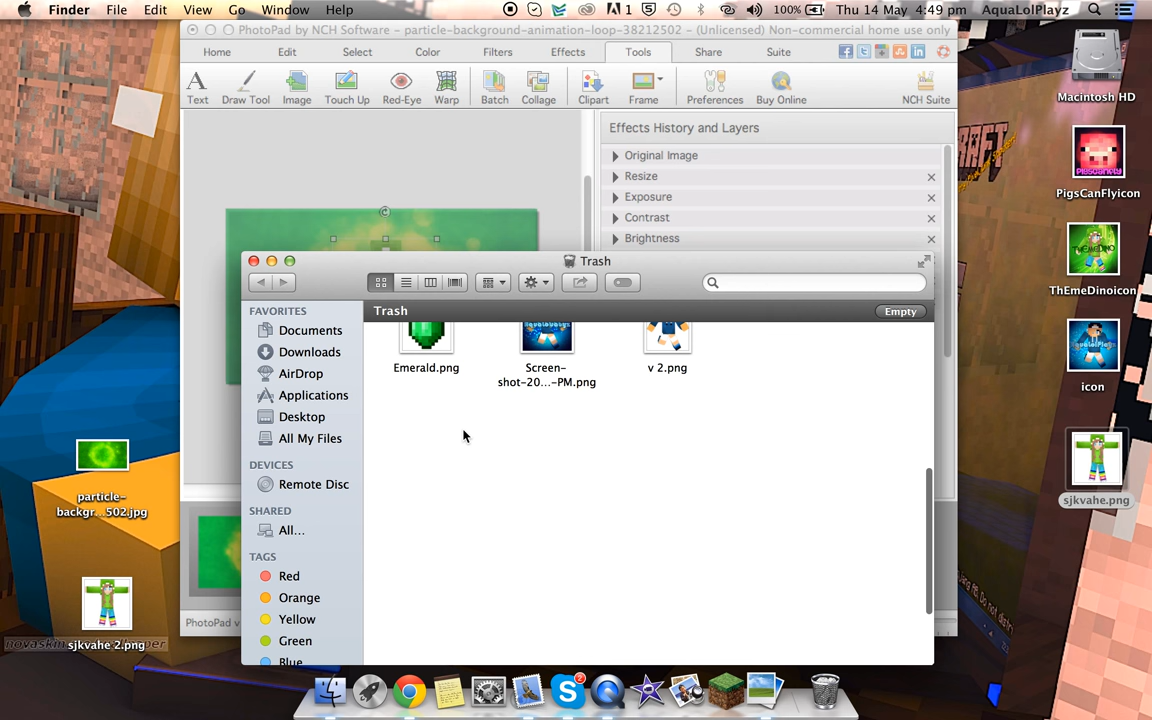 Finder File Edit View Go Window Help 1 100% Thu 14 May 4:49 pm AquaLolPlayz
PhotoPad by NCH Software - particle-background-animation-loop-38212502 - (Unlicensed) Non-commercial home use only
Home Edit Select Color Filters Effects Tools Share Suite
Text Draw Tool Image Touch Up Red-Eye Warp Batch Collage Clipart Frame Preferences Buy Online NCH Suite
Effects History and Layers
Original Image
Resize
Exposure
Contrast
Brightness
Trash
Trash
Empty
FAVORITES
Documents
Downloads
AirDrop
Applications
Desktop
All My Files
DEVICES
Remote Disc
SHARED
All...
TAGS
Red
Orange
Yellow
Green
Blue
Emerald.png
Screen-
shot-20...-PM.png
v 2.png
PhotoPad v
Macintosh HD
PigsCanFlyicon
ThEmeDinoicon
icon
sjkvahe.png
particle-
backgr...502.jpg
sjkvahe 2.png
2